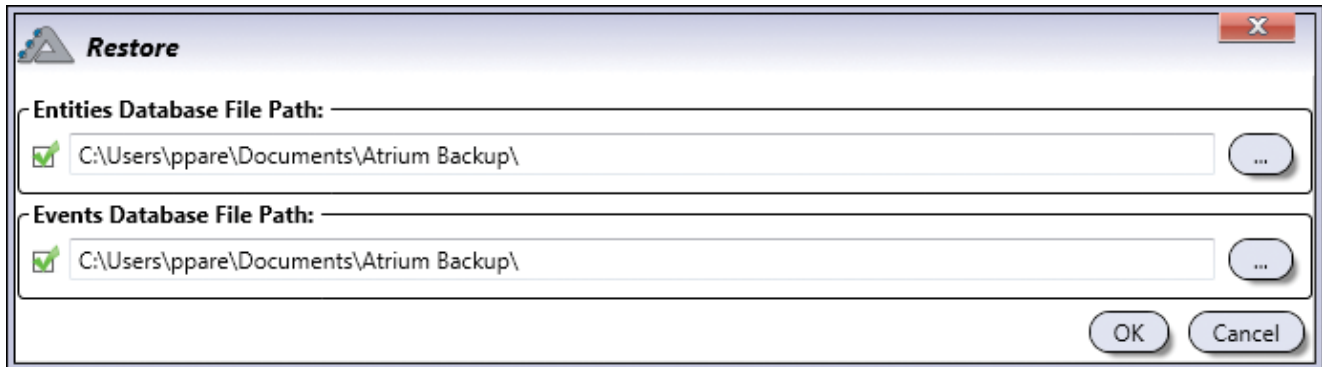 Restore
Entities Database File Path:
C:\Users\ppare\Documents\Atrium Backup\
...
Events Database File Path:
C:\Users\ppare\Documents\Atrium Backup\
...
OK Cancel